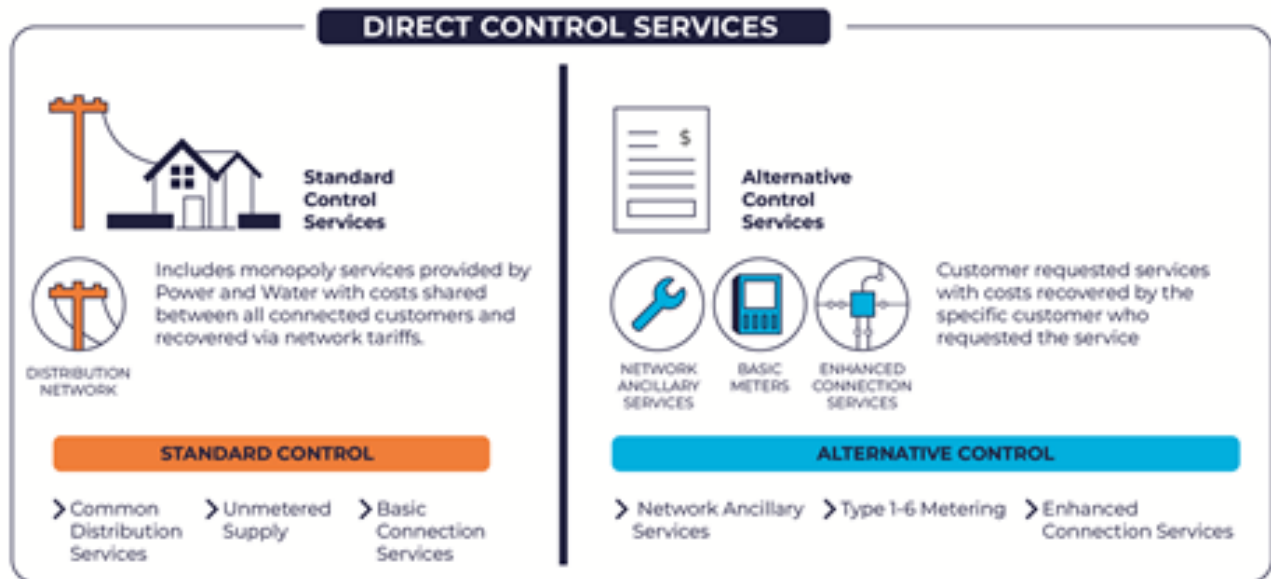 DIRECT CONTROL SERVICES
Standard
Control
Services
Includes monopoly services provided by
Power and Water with costs shared
between all connected customers and
recovered via network tariffs.
DISTRIBUTION
NETWORK
STANDARD CONTROL
Common
Distribution
Services
Unmetered
Supply
Basic
Connection
Services
$
Alternative
Control
Services
NETWORK
ANCILLARY
SERVICES
BASIC
METERS
ENHANCED
CONNECTION
SERVICES
Customer requested services
with costs recovered by the
specific customer who
requested the service
ALTERNATIVE CONTROL
Network Ancillary
Services
Type 1-6 Metering
Enhanced
Connection Services